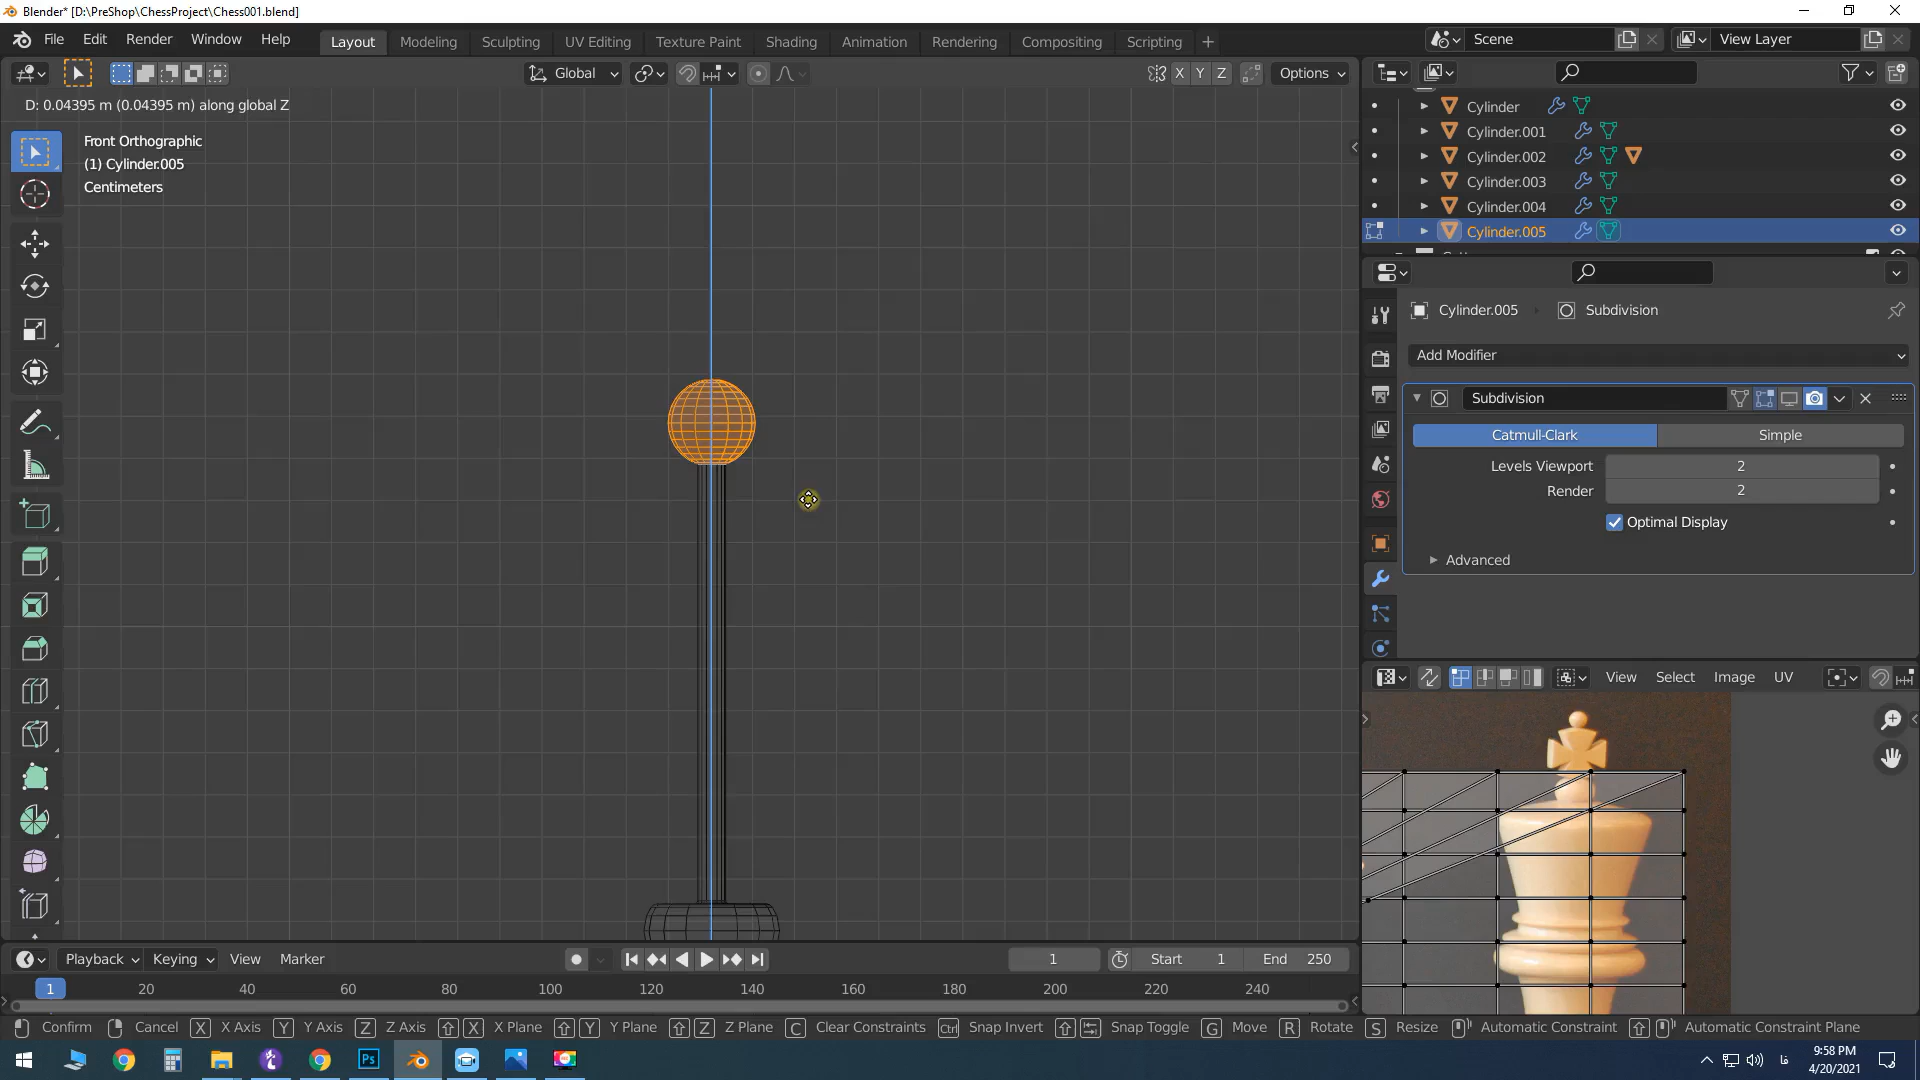 Blender* [D:\PreShop\ChessProject\Chess001.blend]
File Edit Render Window Help Layout Modeling Sculpting UV Editing Texture Paint Shading Animation Rendering Compositing Scripting + Scene View Layer
Global X Y Z Options
D: 0.04395 m (0.04395 m) along global Z
Front Orthographic
(1) Cylinder.005
Centimeters
Cylinder
Cylinder.001
Cylinder.002
Cylinder.003
Cylinder.004
Cylinder.005
Cylinder.005 Subdivision
Add Modifier
Subdivision
Catmull-Clark Simple
Levels Viewport 2
Render 2
Optimal Display
Advanced
View Select Image UV
Playback Keying View Marker 1 Start 1 End 250
1 20 40 60 80 100 120 140 160 180 200 220 240
Confirm Cancel X X Axis Y Y Axis Z Z Axis X X Plane Y Y Plane Z Z Plane C Clear Constraints Ctrl Snap Invert Snap Toggle G Move R Rotate S Resize Automatic Constraint Automatic Constraint Plane
Ps فا 9:58 PM
4/20/2021